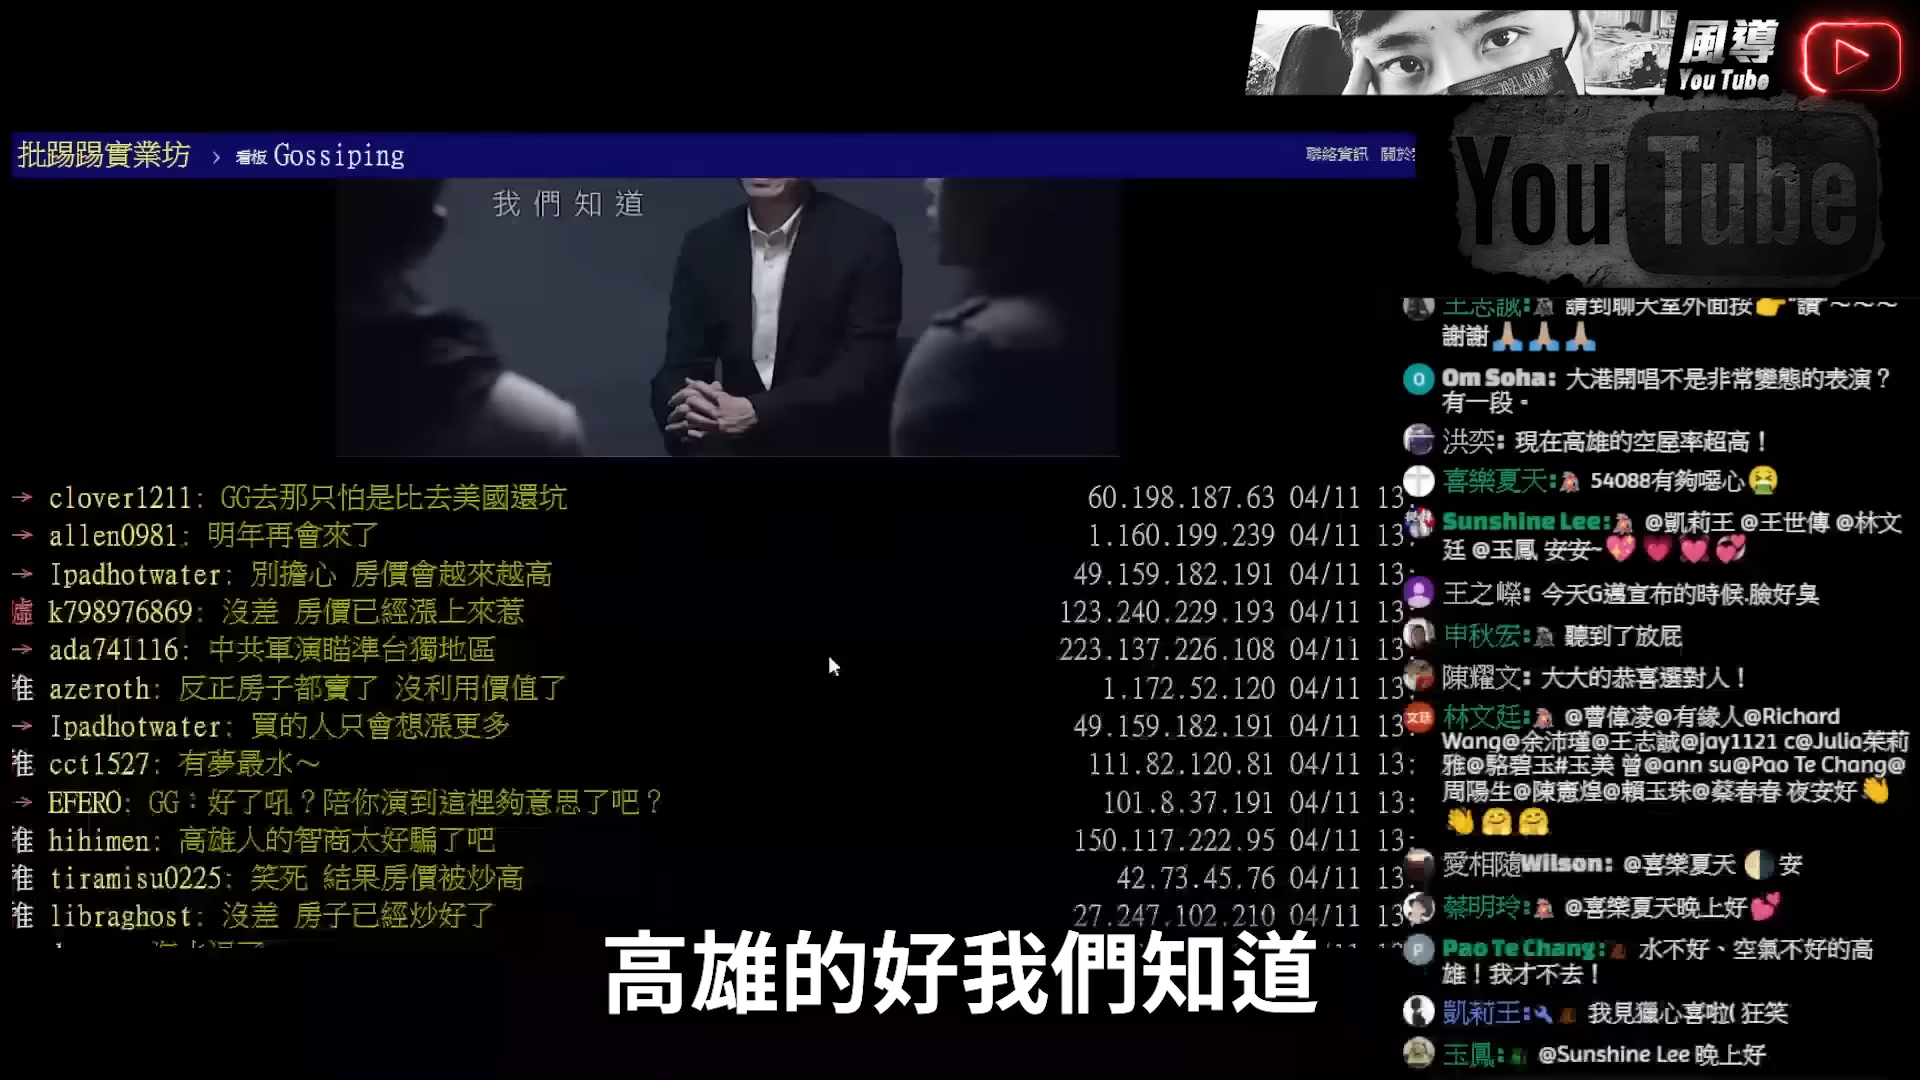 風導
YouTube
批踢踢實業坊 › 看板 Gossiping
聯絡資訊 關於
YouTube
我們知道
→ clover1211: GG去那只怕是比去美國還坑 60.198.187.63 04/11 13
→ allen0981: 明年再會來了 1.160.199.239 04/11 13:
→ Ipadhotwater: 別擔心 房價會越來越高 49.159.182.191 04/11 13:
噓 k798976869: 沒差 房價已經漲上來惹 123.240.229.193 04/11 13:
→ ada741116: 中共軍演瞄準台獨地區 223.137.226.108 04/11 13:
推 azeroth: 反正房子都賣了 沒利用價值了 1.172.52.120 04/11 13:
→ Ipadhotwater: 買的人只會想漲更多 49.159.182.191 04/11 13:
推 cct1527: 有夢最水～ 111.82.120.81 04/11 13:
→ EFERO: GG：好了吼？陪你演到這裡夠意思了吧？ 101.8.37.191 04/11 13:
推 hihimen: 高雄人的智商太好騙了吧 150.117.222.95 04/11 13:
推 tiramisu0225: 笑死 結果房價被炒高 42.73.45.76 04/11 13:
推 libraghost: 沒差 房子已經炒好了 27.247.102.210 04/11 13
王志誠: 請到聊天室外面按👉"讚"~~~
謝謝🙏🙏🙏
Om Soha: 大港開唱不是非常變態的表演？
有一段。
洪奕: 現在高雄的空屋率超高！
喜樂夏天: 54088有夠噁心🤮
Sunshine Lee: @凱莉王 @王世傳 @林文
廷 @玉鳳 安安~💖💗💓💞
王之嶸: 今天G邁宣布的時候.臉好臭
申秋宏: 聽到了放屁
陳耀文: 大大的恭喜選對人！
文廷 林文廷: @曹偉凌@有緣人@Richard
Wang@余沛瑾@王志誠@jay1121 c@Julia茱莉
雅@駱碧玉#玉美 曾@ann su@Pao Te Chang@
周陽生@陳憲煌@賴玉珠@蔡春春 夜安好👋
👋🤗🤗
愛相隨Wilson: @喜樂夏天 🌓安
蔡明玲: @喜樂夏天晚上好💕
P Pao Te Chang: 水不好、空氣不好的高
雄！我才不去！
凱莉王: 我見獵心喜啦( 狂笑
玉鳳: @Sunshine Lee 晚上好
高雄的好我們知道